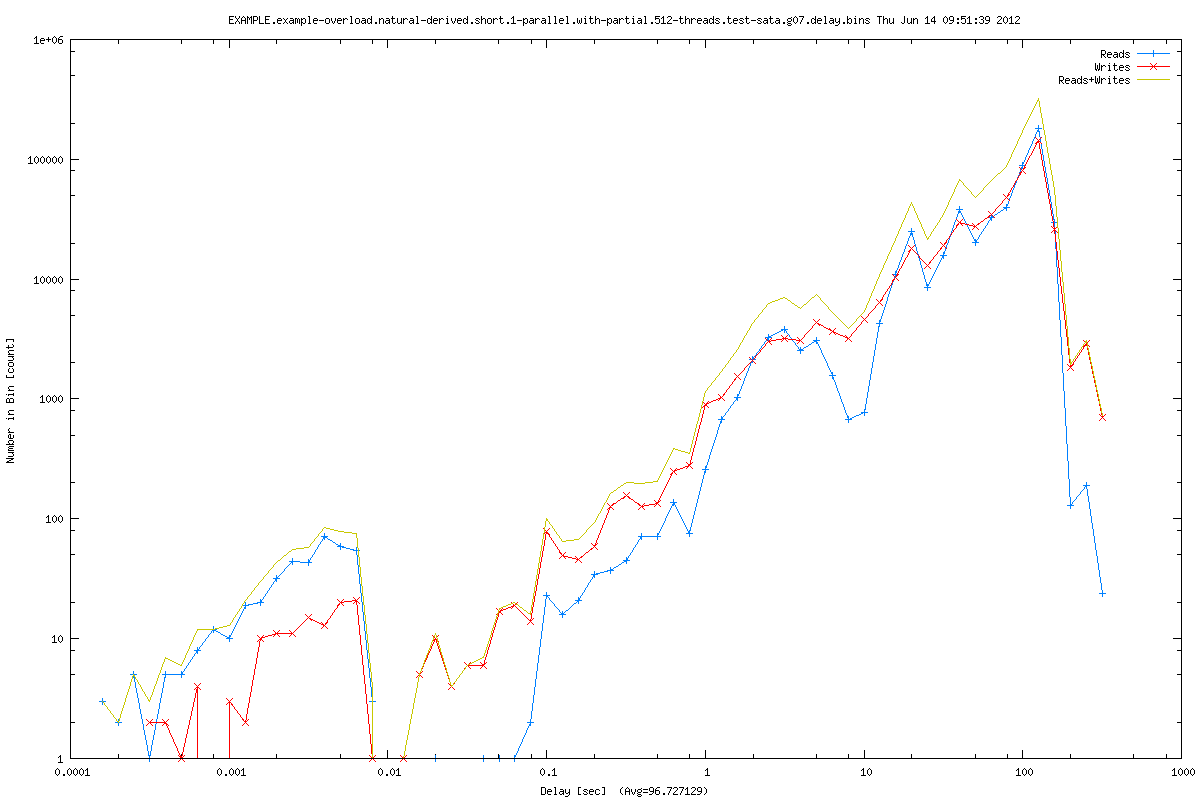 EXAMPLE.example-overload.natural-derived.short.1-parallel.with-partial.512-threads.test-sata.g07.delay.bins Thu Jun 14 09:51:39 2012
Reads
Writes
Reads+Writes
1e+06
100000
10000
1000
100
10
1
Number in Bin [count]
0.0001 0.001 0.01 0.1 1 10 100 1000
Delay [sec] (Avg=96.727129)